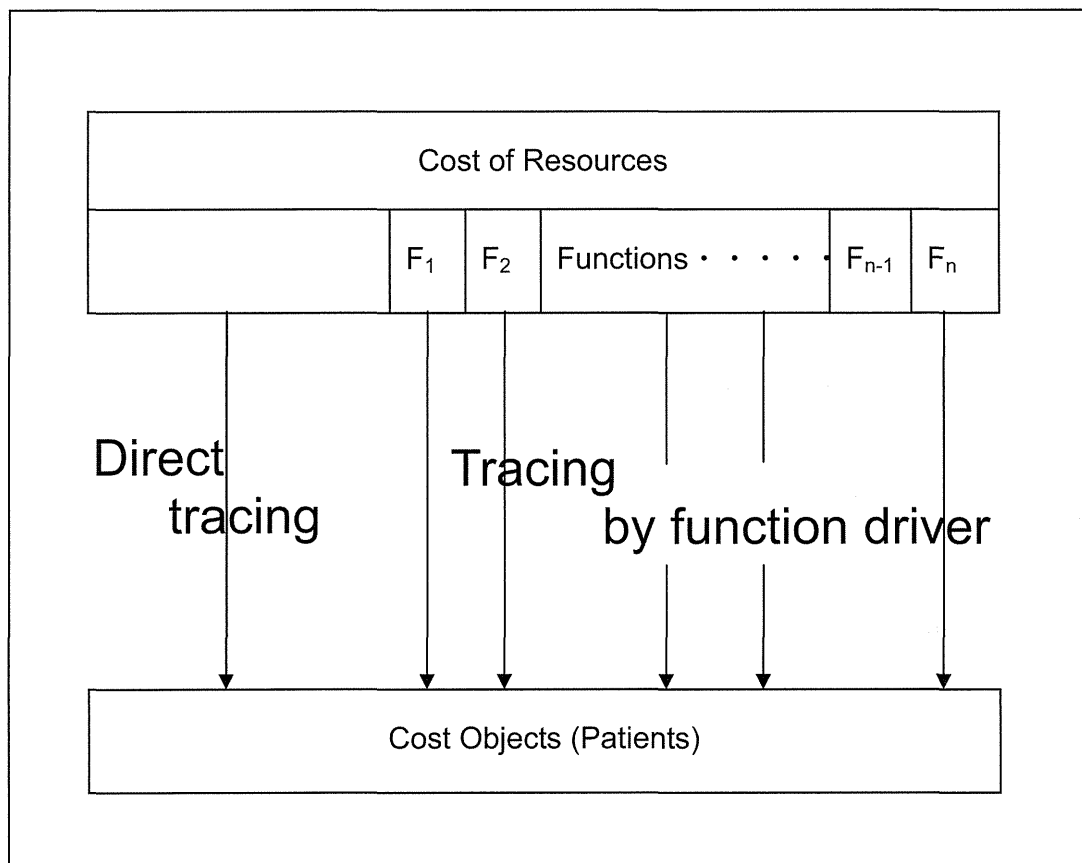 Cost of Resources
F₁ F₂ Functions · · · · · Fₙ₋₁ Fₙ
Direct
tracing
Tracing
by function driver
Cost Objects (Patients)